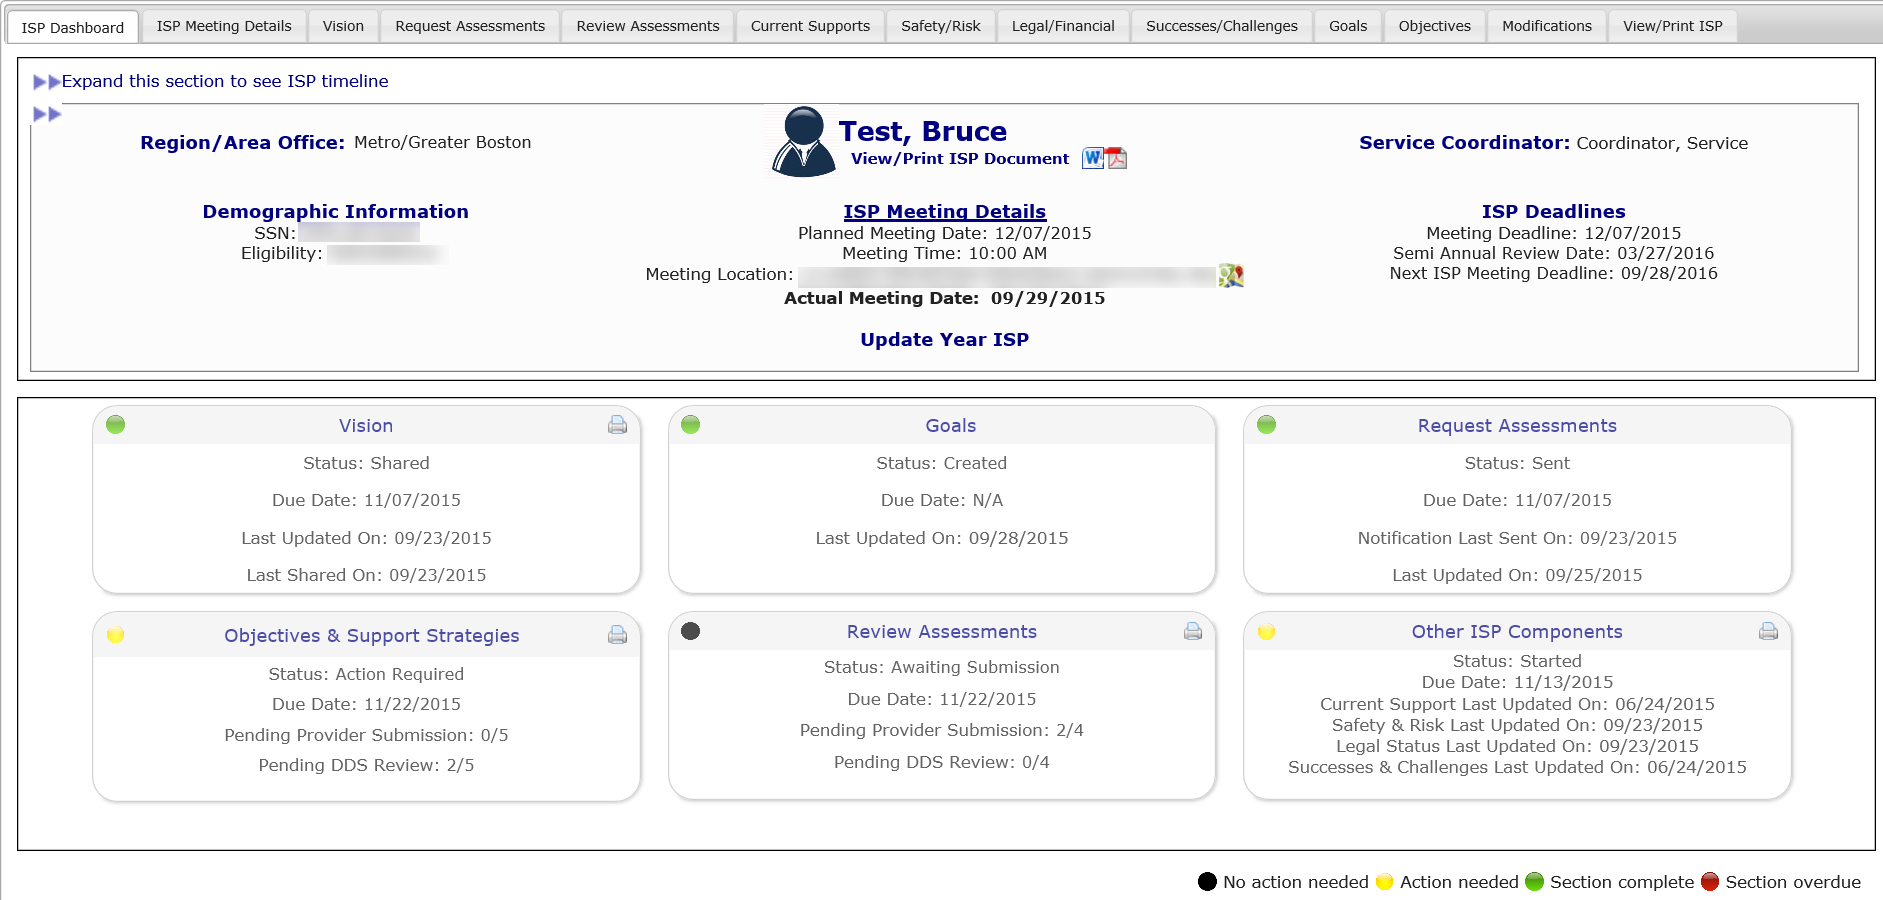 ISP Dashboard
ISP Meeting Details
Vision
Request Assessments
Review Assessments
Current Supports
Safety/Risk
Legal/Financial
Successes/Challenges
Goals
Objectives
Modifications
View/Print ISP
Expand this section to see ISP timeline
Region/Area Office: Metro/Greater Boston
Test, Bruce
View/Print ISP Document
Service Coordinator: Coordinator, Service
Demographic Information
SSN:
Eligibility:
ISP Meeting Details
Planned Meeting Date: 12/07/2015
Meeting Time: 10:00 AM
Meeting Location:
Actual Meeting Date: 09/29/2015
Update Year ISP
ISP Deadlines
Meeting Deadline: 12/07/2015
Semi Annual Review Date: 03/27/2016
Next ISP Meeting Deadline: 09/28/2016
Vision
Status: Shared
Due Date: 11/07/2015
Last Updated On: 09/23/2015
Last Shared On: 09/23/2015
Goals
Status: Created
Due Date: N/A
Last Updated On: 09/28/2015
Request Assessments
Status: Sent
Due Date: 11/07/2015
Notification Last Sent On: 09/23/2015
Last Updated On: 09/25/2015
Objectives & Support Strategies
Status: Action Required
Due Date: 11/22/2015
Pending Provider Submission: 0/5
Pending DDS Review: 2/5
Review Assessments
Status: Awaiting Submission
Due Date: 11/22/2015
Pending Provider Submission: 2/4
Pending DDS Review: 0/4
Other ISP Components
Status: Started
Due Date: 11/13/2015
Current Support Last Updated On: 06/24/2015
Safety & Risk Last Updated On: 09/23/2015
Legal Status Last Updated On: 09/23/2015
Successes & Challenges Last Updated On: 06/24/2015
No action needed
Action needed
Section complete
Section overdue